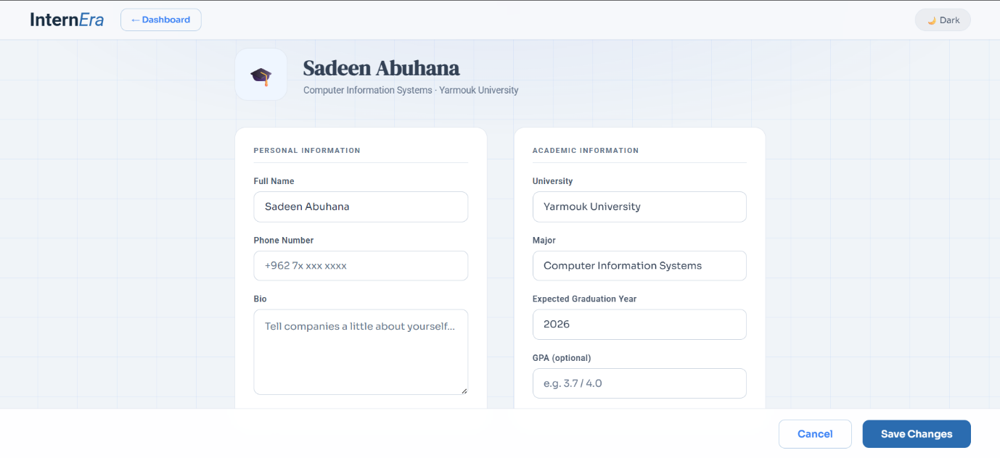 InternEra
← Dashboard
🌙 Dark
Sadeen Abuhana
Computer Information Systems · Yarmouk University
PERSONAL INFORMATION
Full Name
Sadeen Abuhana
Phone Number
+962 7x xxx xxxx
Bio
Tell companies a little about yourself...
ACADEMIC INFORMATION
University
Yarmouk University
Major
Computer Information Systems
Expected Graduation Year
2026
GPA (optional)
e.g. 3.7 / 4.0
Cancel
Save Changes